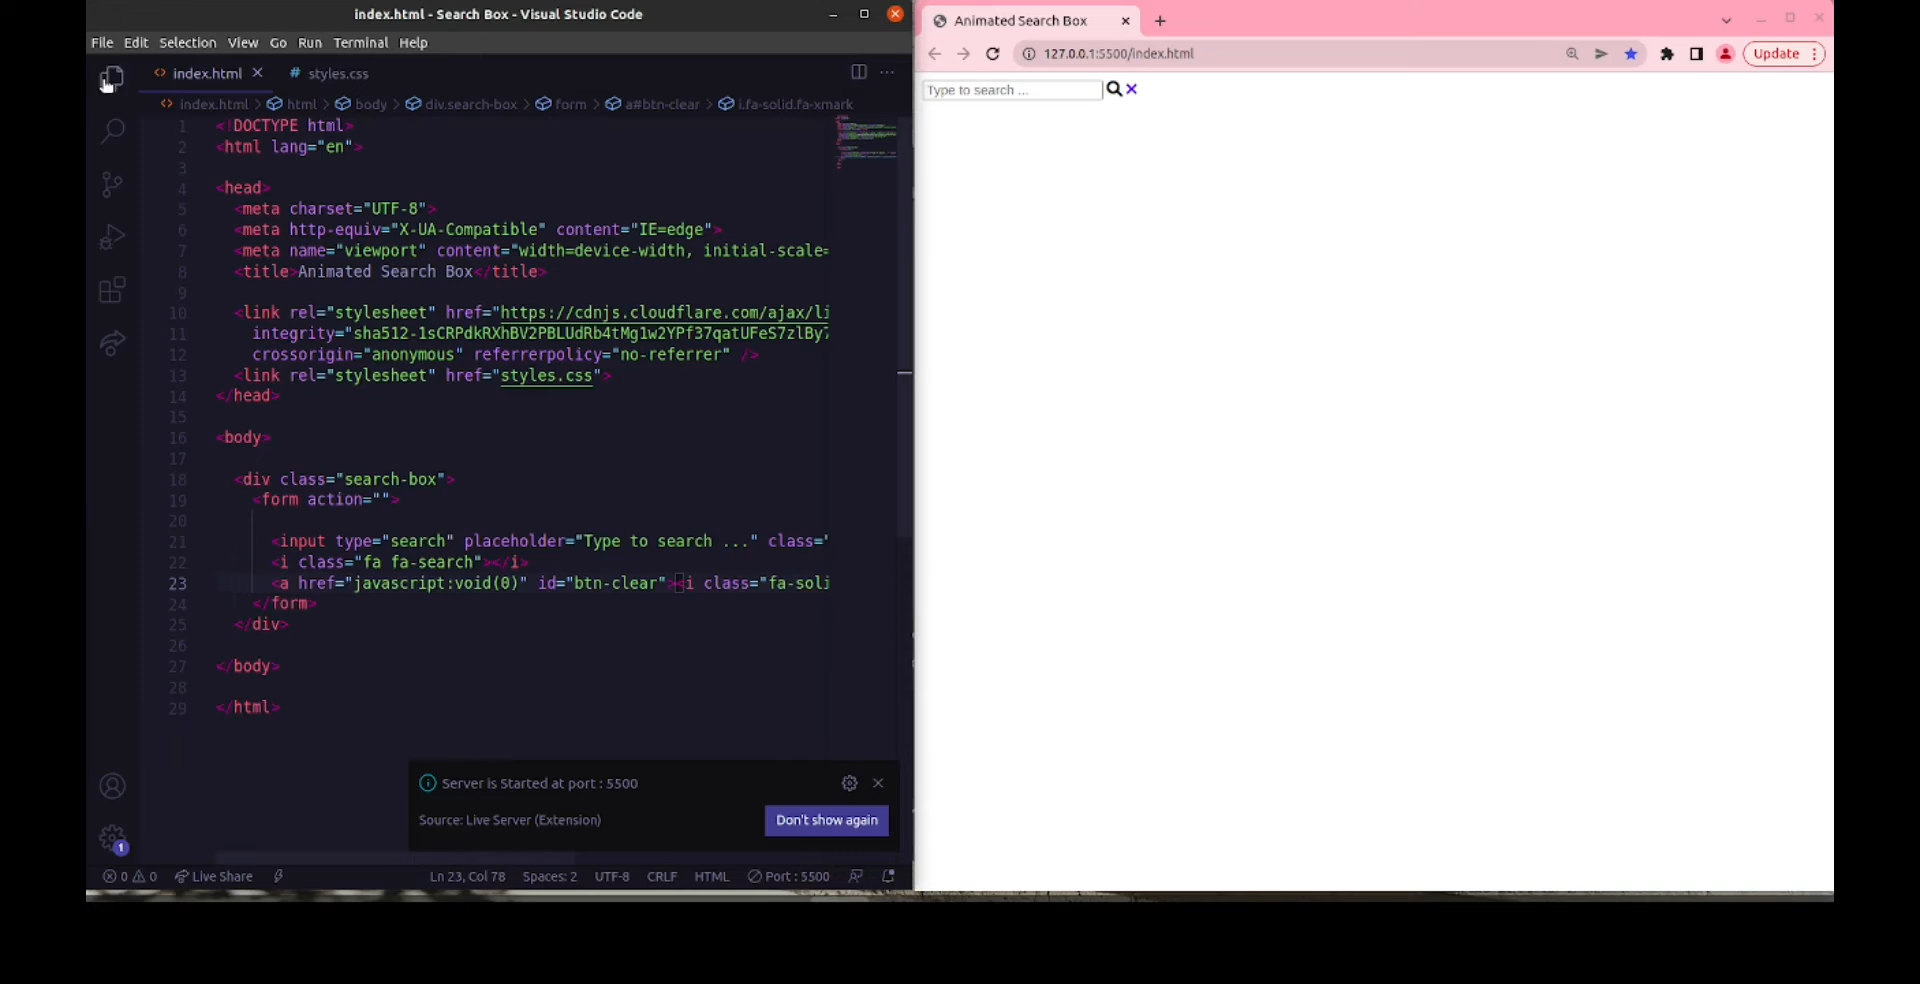 index.html - Search Box - Visual Studio Code
File Edit Selection View Go Run Terminal Help
index.html
# styles.css
index.html > html > body > div.search-box > form > a#btn-clear > i.fa-solid.fa-xmark
1 <!DOCTYPE html>
2 <html lang="en">
3
4 <head>
5 <meta charset="UTF-8">
6 <meta http-equiv="X-UA-Compatible" content="IE=edge">
7 <meta name="viewport" content="width=device-width, initial-scale=
8 <title>Animated Search Box</title>
9
10 <link rel="stylesheet" href="https://cdnjs.cloudflare.com/ajax/li
11 integrity="sha512-1sCRPdkRXhBV2PBLUdRb4tMg1w2YPf37qatUFeS7zlBy7
12 crossorigin="anonymous" referrerpolicy="no-referrer" />
13 <link rel="stylesheet" href="styles.css">
14 </head>
15
16 <body>
17
18 <div class="search-box">
19 <form action="">
20
21 <input type="search" placeholder="Type to search ..." class="
22 <i class="fa fa-search"></i>
23 <a href="javascript:void(0)" id="btn-clear"><i class="fa-soli
24 </form>
25 </div>
26
27 </body>
28
29 </html>
Server is Started at port : 5500
Source: Live Server (Extension)
Don't show again
1
0 0 Live Share Ln 23, Col 78 Spaces: 2 UTF-8 CRLF HTML Port : 5500
Animated Search Box
127.0.0.1:5500/index.html
Update
Type to search ...